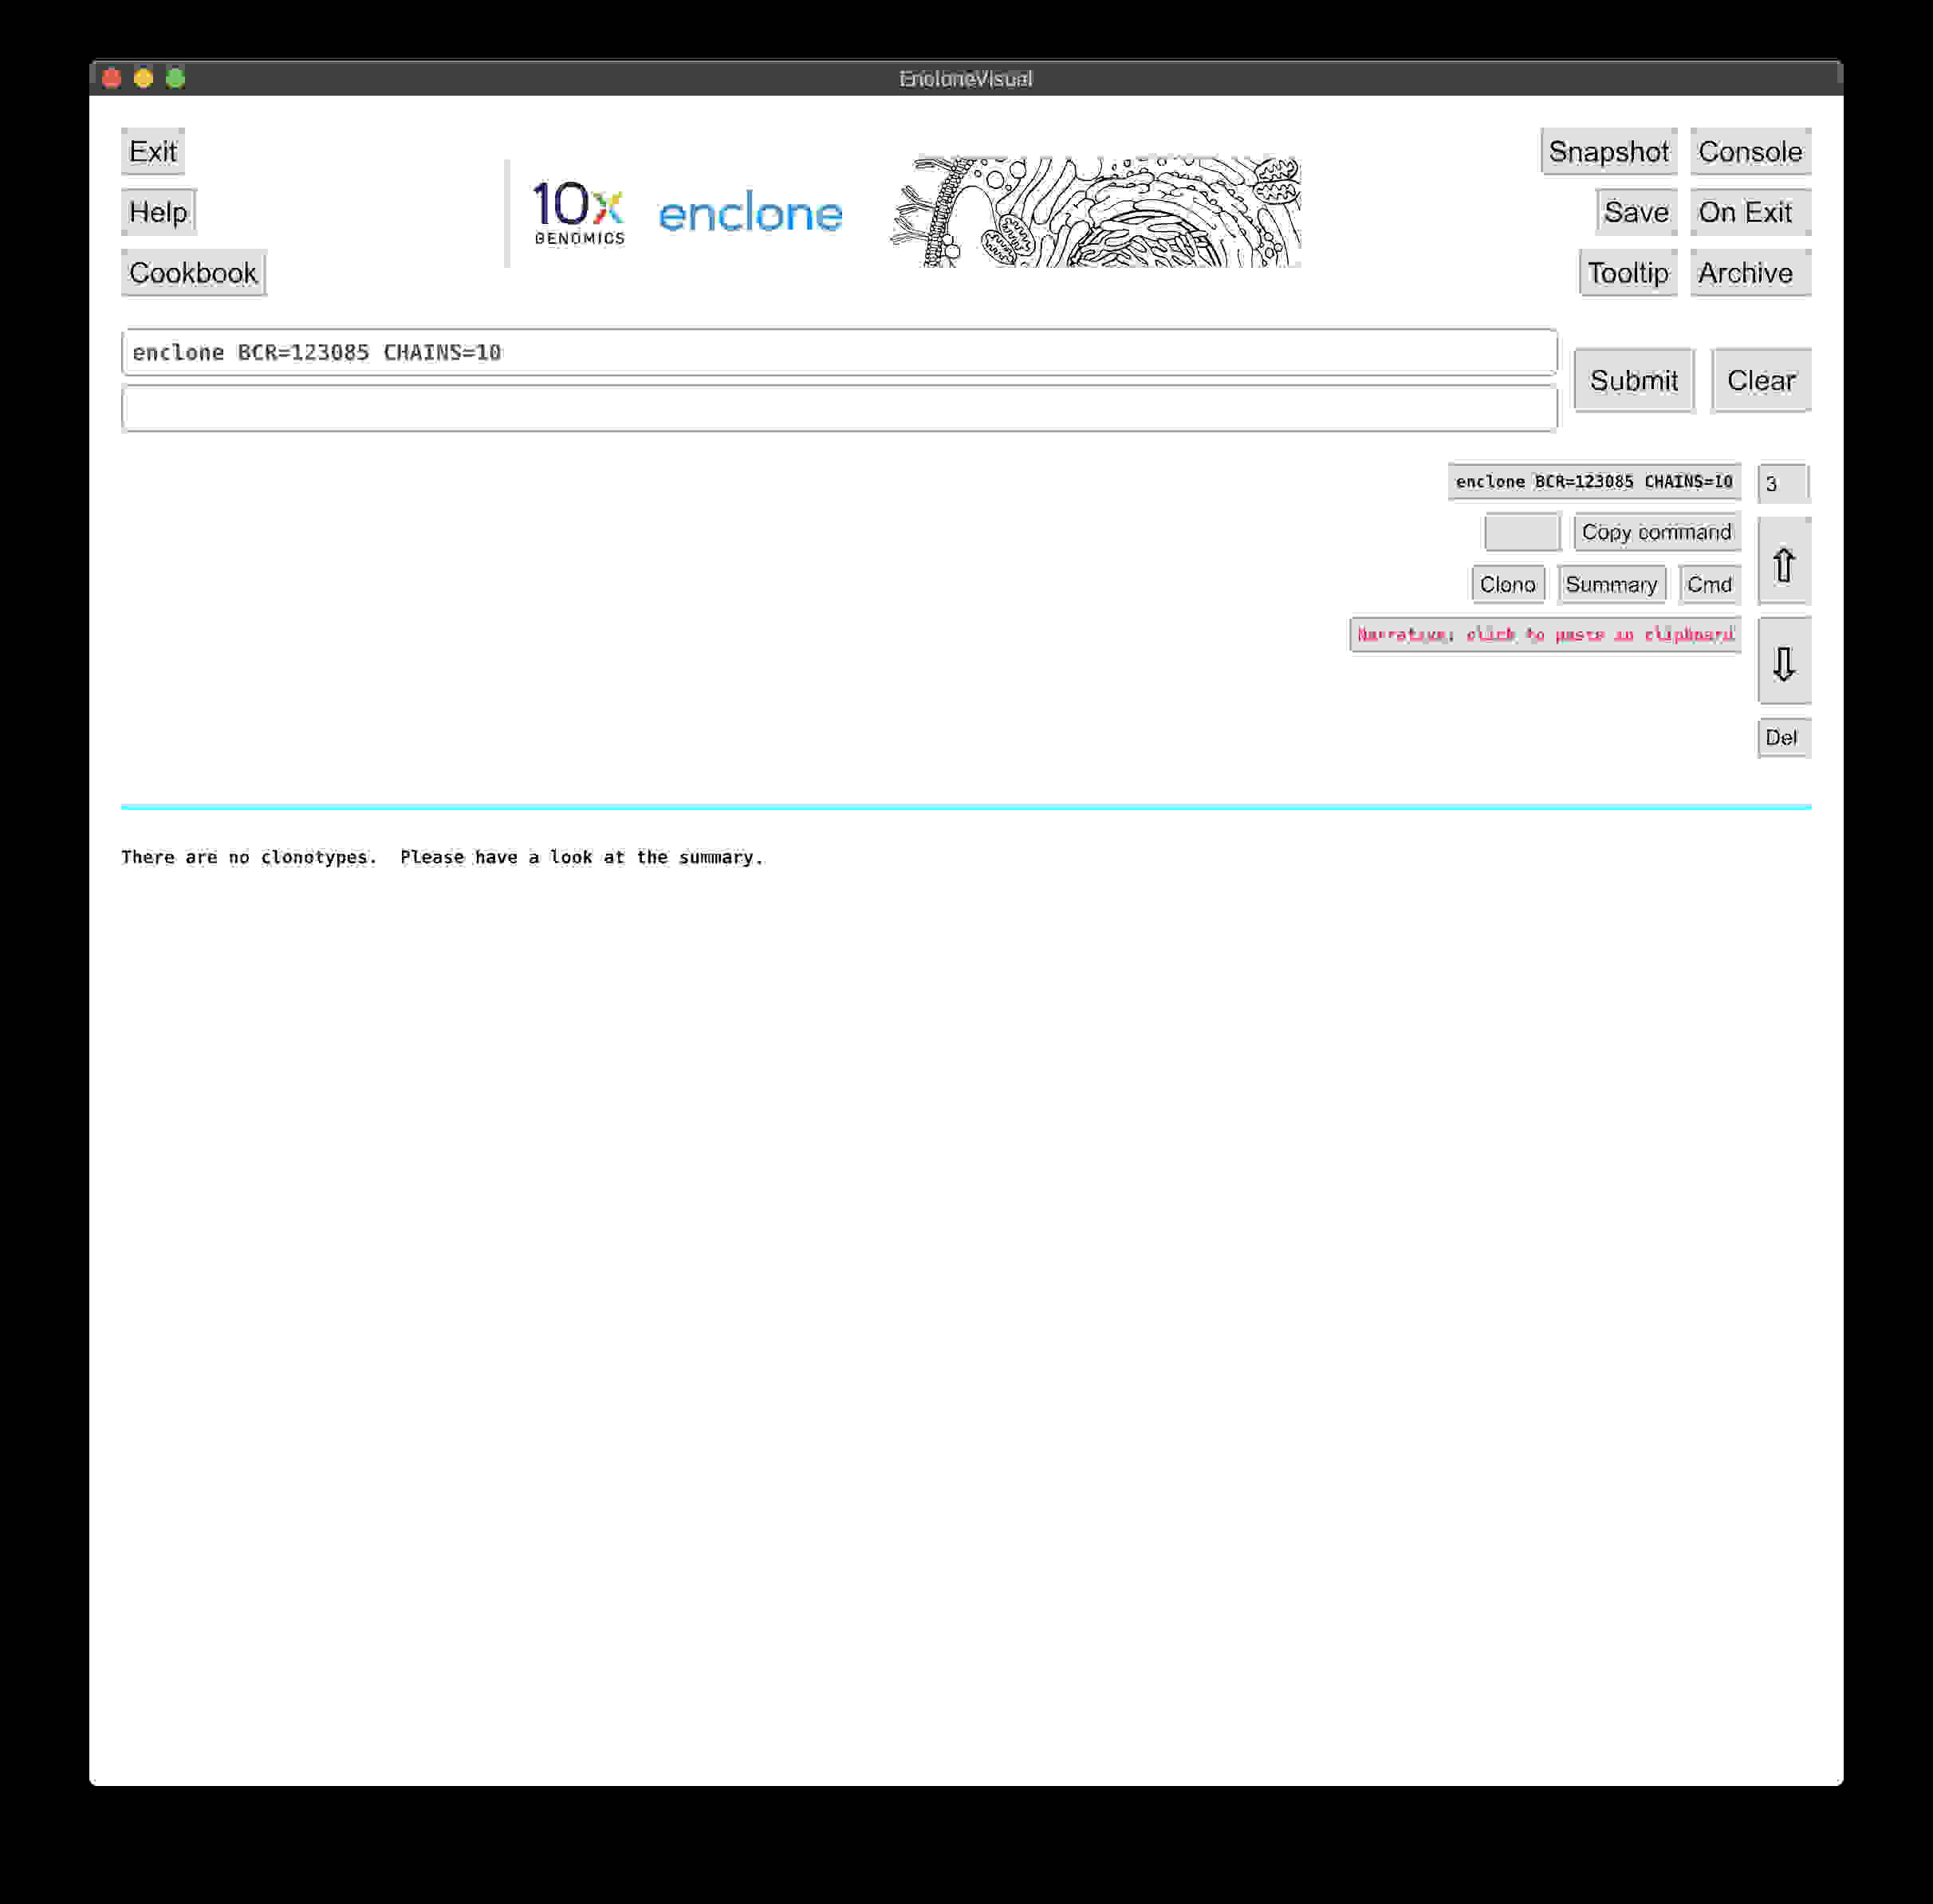 EncloneVisual
Exit
Snapshot Console
Help
10x GENOMICS enclone
Save On Exit
Cookbook
Tooltip Archive
enclone BCR=123085 CHAINS=10
Submit Clear
enclone BCR=123085 CHAINS=10 3
Copy command
⇧
Clono Summary Cmd
Narrative: click to paste in clipboard
⇩
Del
There are no clonotypes. Please have a look at the summary.